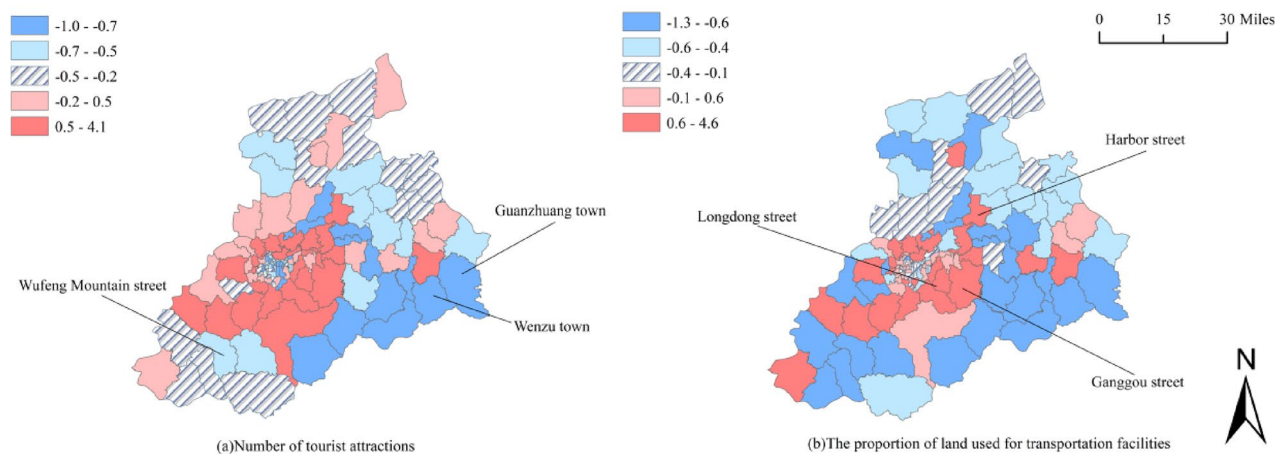 -1.0 - -0.7
-0.7 - -0.5
-0.5 - -0.2
-0.2 - 0.5
0.5 - 4.1
Guanzhuang town
Wufeng Mountain street
Wenzu town
(a)Number of tourist attractions
-1.3 - -0.6
-0.6 - -0.4
-0.4 - -0.1
-0.1 - 0.6
0.6 - 4.6
0 15 30 Miles
Harbor street
Longdong street
Ganggou street
N
(b)The proportion of land used for transportation facilities